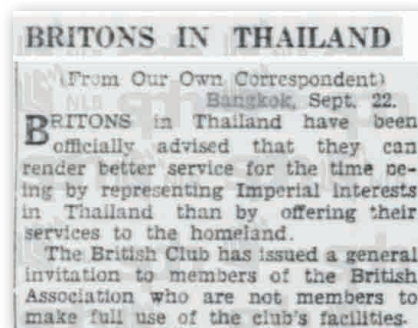 BRITONS IN THAILAND
(From Our Own Correspondent)
Bangkok, Sept. 22.
BRITONS in Thailand have been
officially advised that they can
render better service for the time be-
ing by representing Imperial interests
in Thailand than by offering their
services to the homeland.
The British Club has issued a general
invitation to members of the British
Association who are not members to
make full use of the club's facilities.